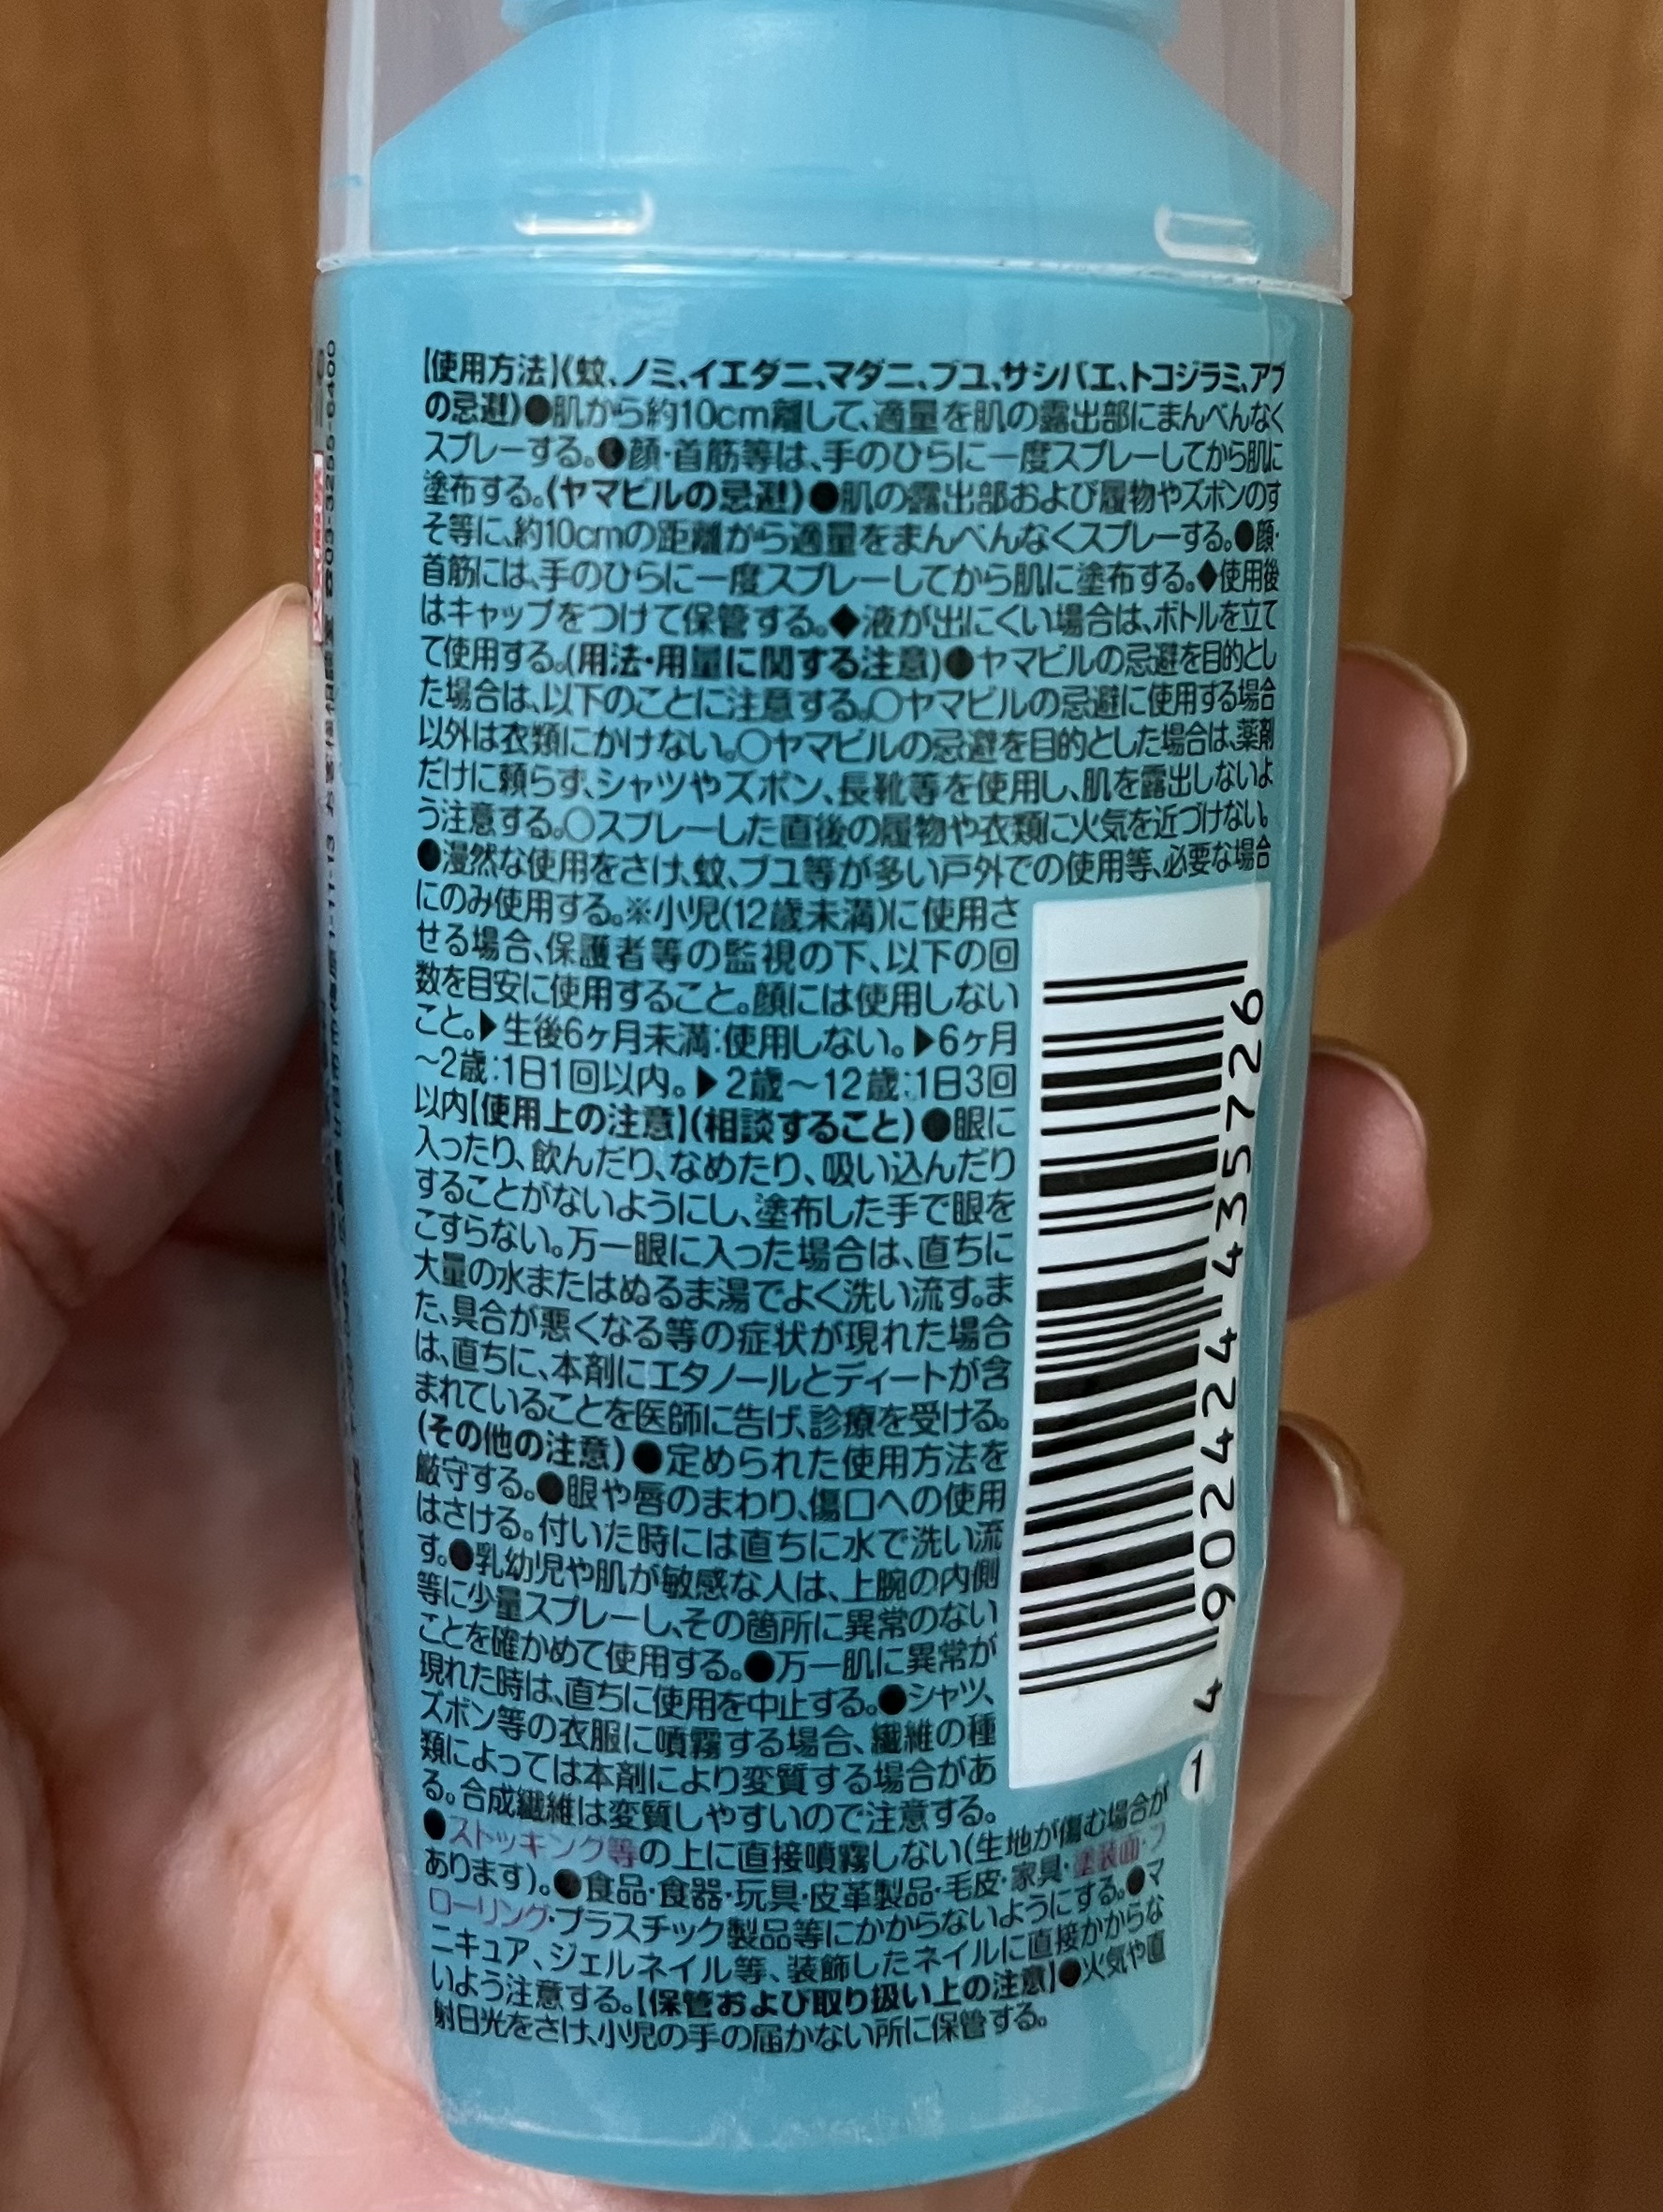 【使用方法】(蚊、ノミ、イエダニ、マダニ、ブユ、サシバエ、トコジラミ、アブ
の忌避)●肌から約10cm離して、適量を肌の露出部にまんべんなく
スプレーする。●顔・首筋等は、手のひらに一度スプレーしてから肌に
塗布する。(ヤマビルの忌避)●肌の露出部および履物やズボンのす
そ等に、約10cmの距離から適量をまんべんなくスプレーする。●顔・
首筋には、手のひらに一度スプレーしてから肌に塗布する。◆使用後
はキャップをつけて保管する。◆液が出にくい場合は、ボトルを立て
て使用する。(用法・用量に関する注意)●ヤマビルの忌避を目的とし
た場合は、以下のことに注意する。○ヤマビルの忌避に使用する場合
以外は衣類にかけない。○ヤマビルの忌避を目的とした場合は、薬剤
だけに頼らず、シャツやズボン、長靴等を使用し、肌を露出しないよ
う注意する。○スプレーした直後の履物や衣類に火気を近づけない。
●漫然な使用をさけ、蚊、ブユ等が多い戸外での使用等、必要な場合
にのみ使用する。※小児(12歳未満)に使用さ
せる場合、保護者等の監視の下、以下の回
数を目安に使用すること。顔には使用しない
こと。▶生後6ヶ月未満:使用しない。▶6ヶ月
～2歳:1日1回以内。▶2歳～12歳:1日3回
以内【使用上の注意】(相談すること)●眼に
入ったり、飲んだり、なめたり、吸い込んだり
することがないようにし、塗布した手で眼を
こすらない。万一眼に入った場合は、直ちに
大量の水またはぬるま湯でよく洗い流す。ま
た、具合が悪くなる等の症状が現れた場合
は、直ちに、本剤にエタノールとディートが含
まれていることを医師に告げ、診療を受ける。
(その他の注意)●定められた使用方法を
厳守する。●眼や唇のまわり、傷口への使用
はさける。付いた時には直ちに水で洗い流
す。●乳幼児や肌が敏感な人は、上腕の内側
等に少量スプレーし、その箇所に異常のない
ことを確かめて使用する。●万一肌に異常が
現れた時は、直ちに使用を中止する。●シャツ、
ズボン等の衣服に噴霧する場合、繊維の種
類によっては本剤により変質する場合があ
る。合成繊維は変質しやすいので注意する。
●ストッキング等の上に直接噴霧しない(生地が傷む場合が
あります)。●食品・食器・玩具・皮革製品・毛皮・家具・塗装面・フ
ローリング・プラスチック製品等にかからないようにする。●マ
ニキュア、ジェルネイル等、装飾したネイルに直接かからな
いよう注意する。【保管および取り扱い上の注意】●火気や直
射日光をさけ、小児の手の届かない所に保管する。
4 902424 435726
1